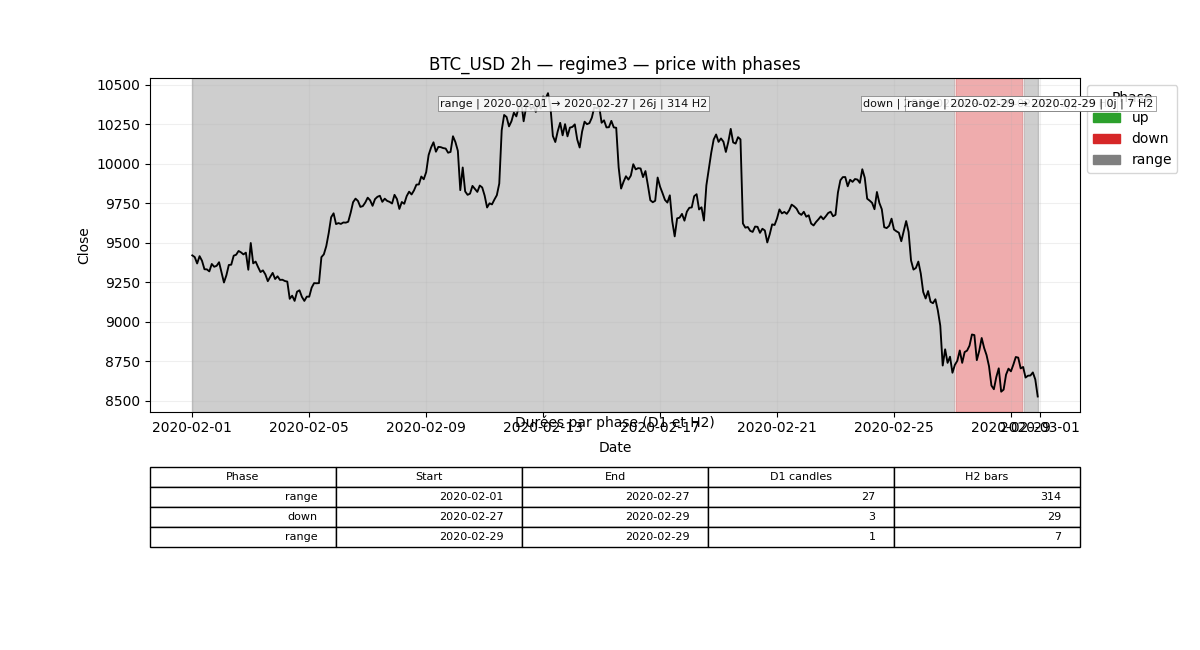 BTC_USD 2h — regime3 — price with phases
10500
10250
10000
9750
9500
9250
9000
8750
8500
Close
range | 2020-02-01 → 2020-02-27 | 26j | 314 H2
down |
range | 2020-02-29 → 2020-02-29 | 0j | 7 H2
Phase
up
down
range
2020-02-01
2020-02-05
2020-02-09
2020-02-13
2020-02-17
2020-02-21
2020-02-25
2020-02-29
2020-03-01
Durées par phase (D1 et H2)
Date
Phase Start End D1 candles H2 bars
range 2020-02-01 2020-02-27 27 314
down 2020-02-27 2020-02-29 3 29
range 2020-02-29 2020-02-29 1 7